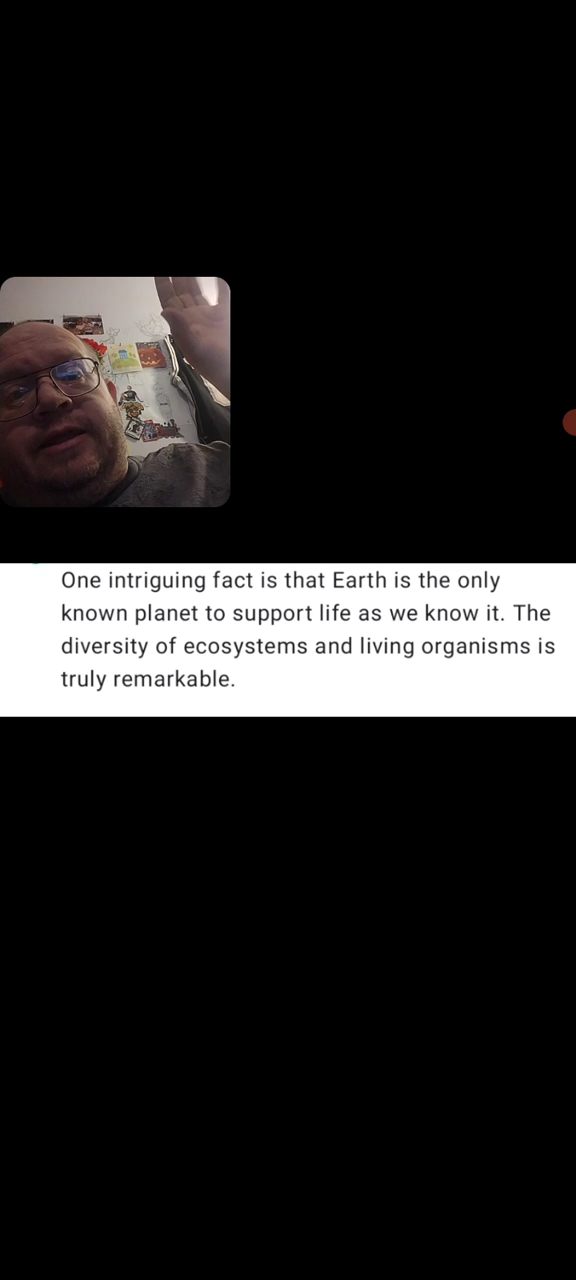 One intriguing fact is that Earth is the only
known planet to support life as we know it. The
diversity of ecosystems and living organisms is
truly remarkable.